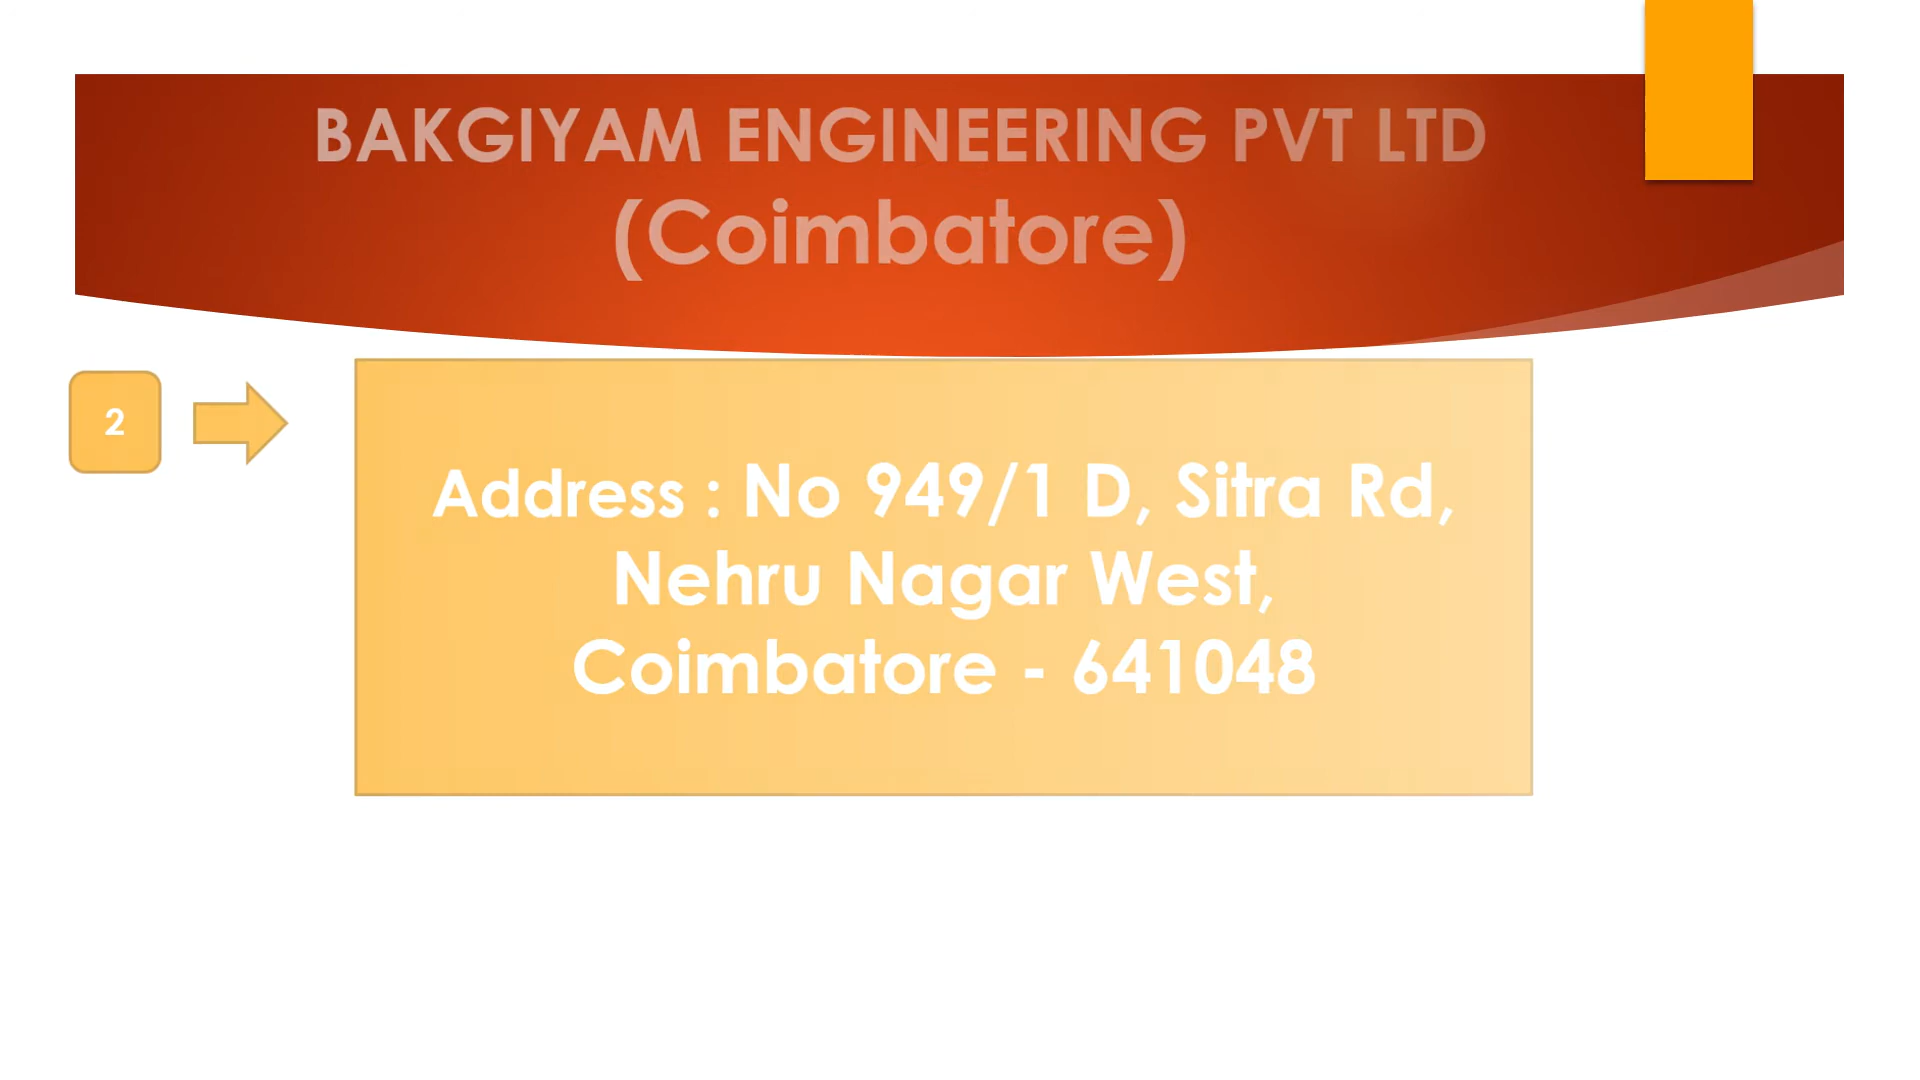 BAKGIYAM ENGINEERING PVT LTD
(Coimbatore)
2
Address : No 949/1 D, Sitra Rd,
Nehru Nagar West,
Coimbatore - 641048